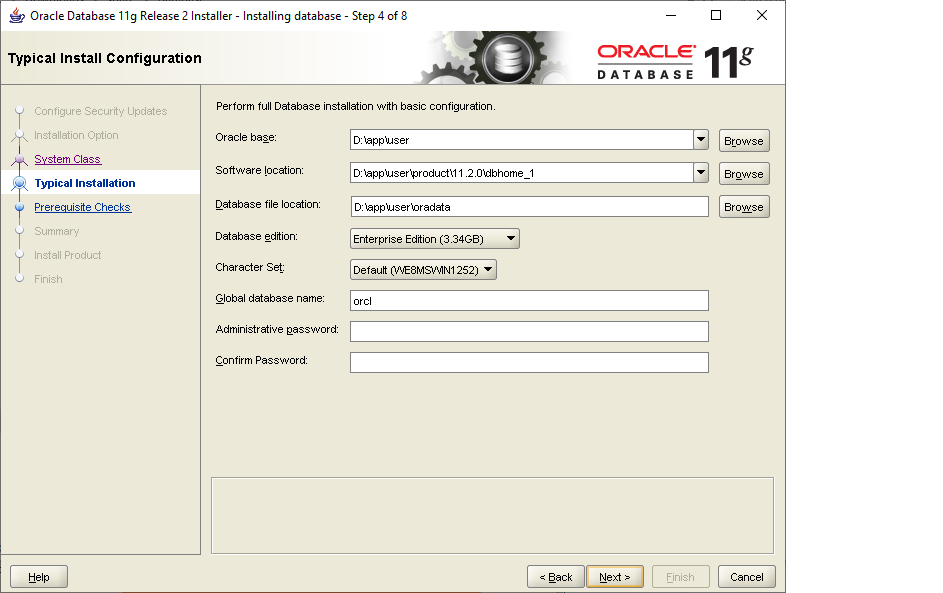 Oracle Database 11g Release 2 Installer - Installing database - Step 4 of 8
Typical Install Configuration
ORACLE
DATABASE
11g
Configure Security Updates
Installation Option
System Class
Typical Installation
Prerequisite Checks
Summary
Install Product
Finish
Perform full Database installation with basic configuration.
Oracle base: D:\app\user Browse
Software location: D:\app\user\product\11.2.0\dbhome_1 Browse
Database file location: D:\app\user\oradata Browse
Database edition: Enterprise Edition (3.34GB)
Character Set: Default (WE8MSWIN1252)
Global database name: orcl
Administrative password:
Confirm Password:
Help < Back Next > Finish Cancel